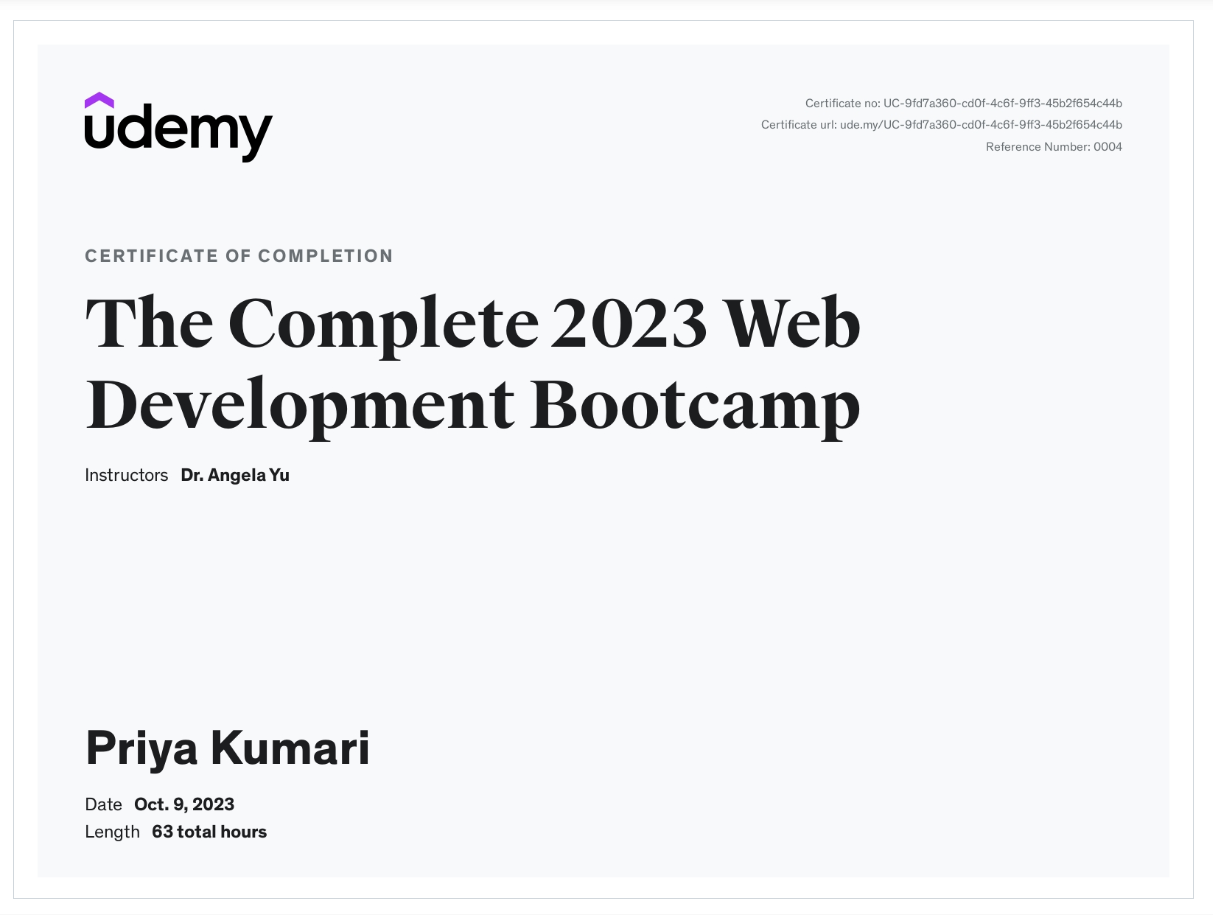 udemy
Certificate no: UC-9fd7a360-cd0f-4c6f-9ff3-45b2f654c44b
Certificate url: ude.my/UC-9fd7a360-cd0f-4c6f-9ff3-45b2f654c44b
Reference Number: 0004
CERTIFICATE OF COMPLETION
The Complete 2023 Web
Development Bootcamp
Instructors Dr. Angela Yu
Priya Kumari
Date Oct. 9, 2023
Length 63 total hours